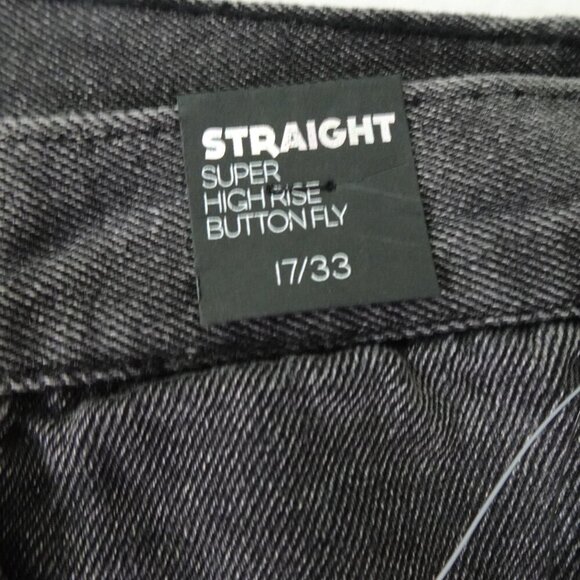 STRAIGHT
SUPER
HIGH RISE
BUTTON FLY
17/33